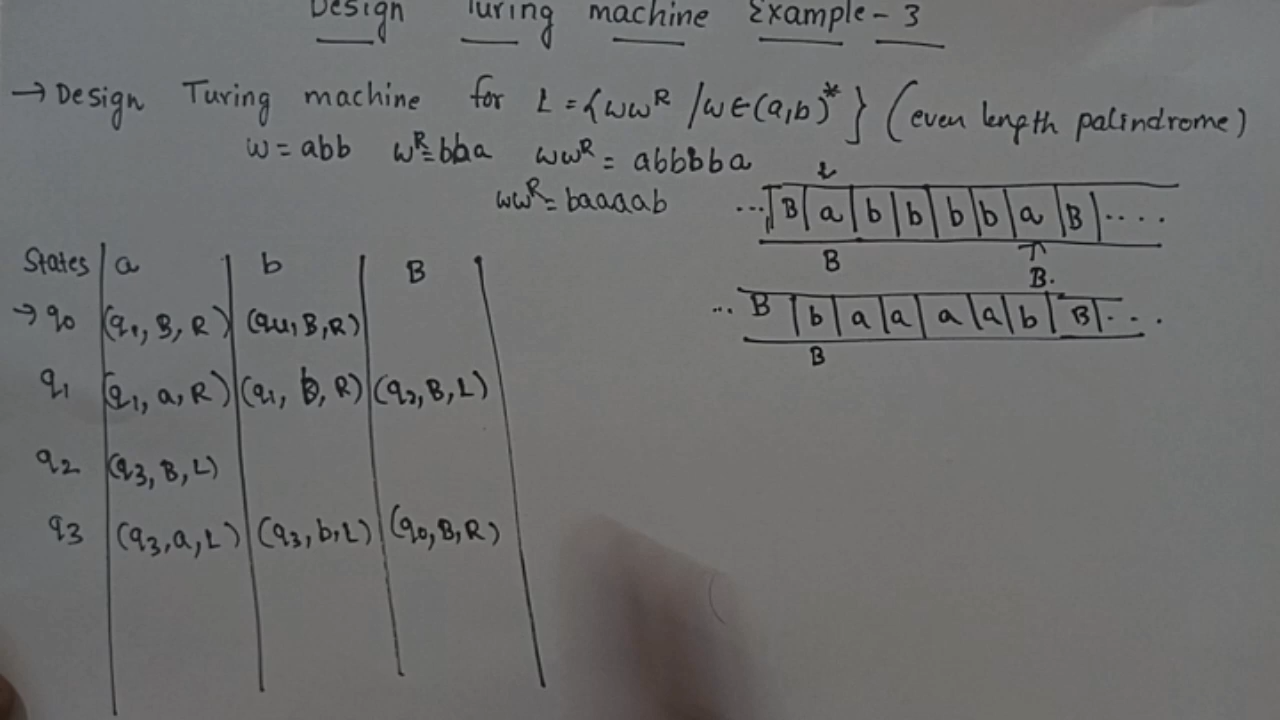 Design Turing machine Example - 3
→ Design Turing machine for L = {wwᴿ / w ∈ (a,b)*} (even length palindrome)
w = abb wᴿ = bba wwᴿ = abbbba
wwᴿ = baaaab
... B a b b b b a B ....
B B.
... B b a a a a b B ...
B
States a b B
→ q0 (q1, B, R) (q4, B, R)
q1 (q1, a, R) (q1, b, R) (q2, B, L)
q2 (q3, B, L)
q3 (q3, a, L) (q3, b, L) (q0, B, R)